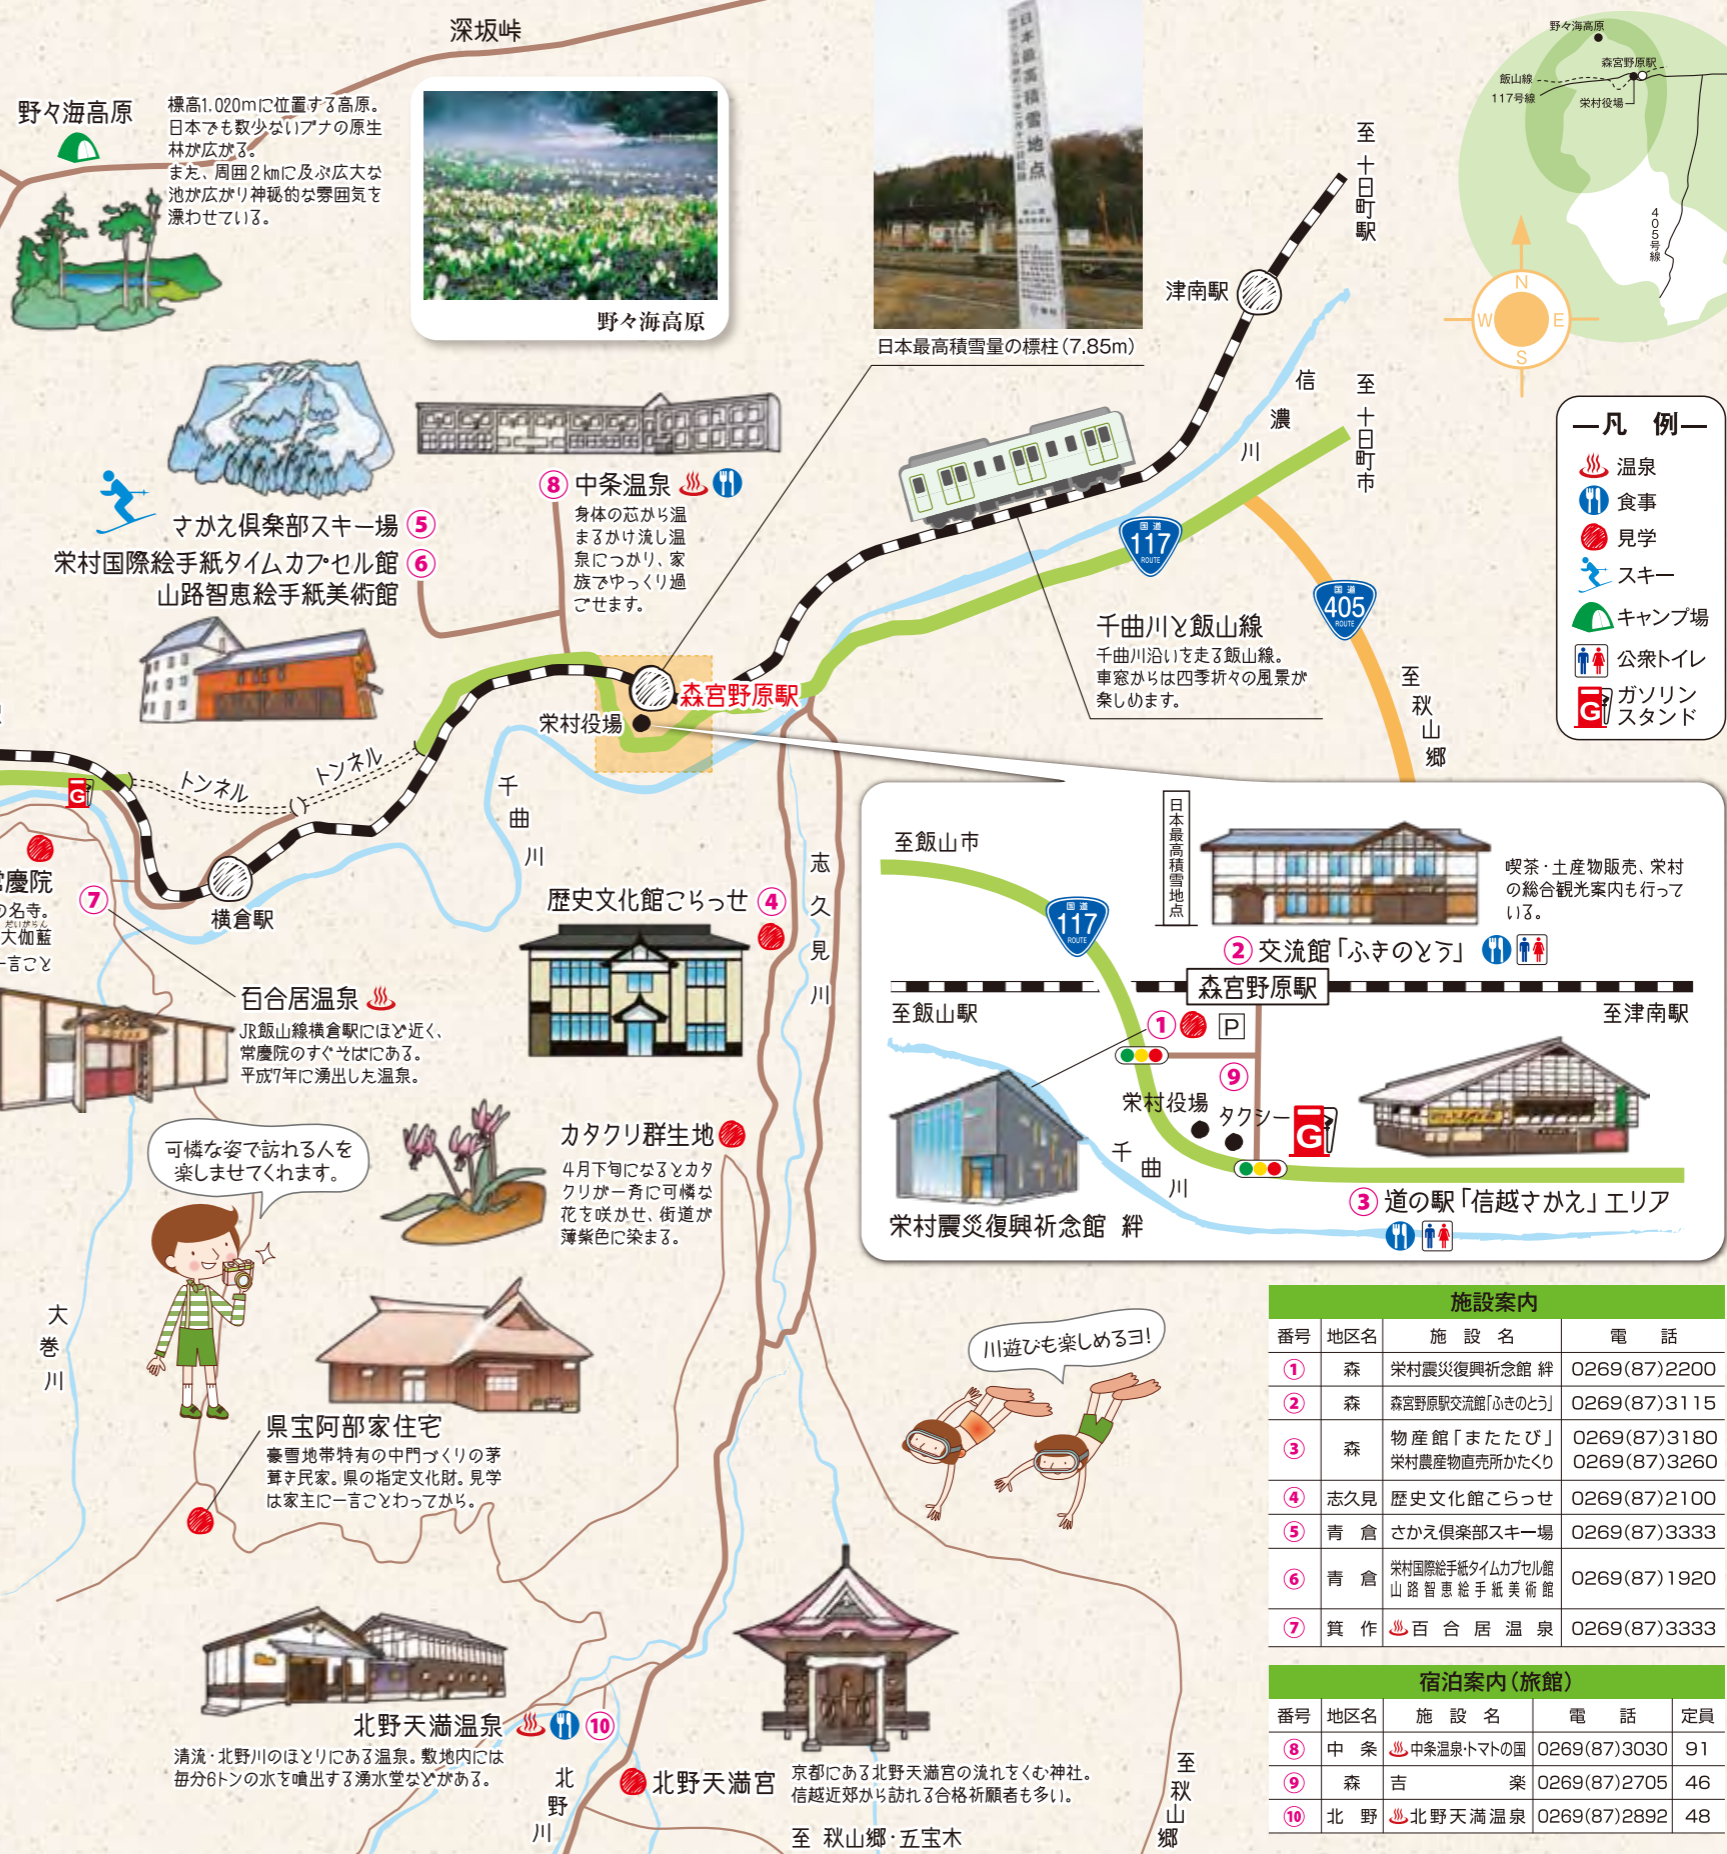 深坂峠
野々海高原
標高1.020mに位置する高原。
日本でも数少ないブナの原生
林が広がる。
また、周囲2kmに及ぶ広大な
池が広がり神秘的な雰囲気を
漂わせている。
野々海高原
日本最高積雪地点
日本最高積雪量の標柱(7.85m)
野々海高原
森宮野原駅
飯山線
117号線
栄村役場
405号線
N
W
E
S
至 十日町駅
津南駅
信濃川
至 十日町市
凡 例
温泉
食事
見学
スキー
キャンプ場
公衆トイレ
G
ガソリン
スタンド
さかえ倶楽部スキー場 ⑤
栄村国際絵手紙タイムカプセル館 ⑥
山路智恵絵手紙美術館
⑧ 中条温泉
身体の芯から温
まるかけ流し温
泉につかり、家
族でゆっくり過
ごせます。
国道
117
ROUTE
国道
405
ROUTE
千曲川と飯山線
千曲川沿いを走る飯山線。
車窓からは四季折々の風景が
楽しめます。
至 秋山郷
森宮野原駅
栄村役場
トンネル
トンネル
G
千曲川
横倉駅
⑦
常慶院
の名寺。
だいがらん
大伽藍
一言こと
百合居温泉
JR飯山線横倉駅にほど近く、
常慶院のすぐそばにある。
平成7年に湧出した温泉。
歴史文化館こらっせ ④
志久見川
至飯山市
日本最高積雪地点
国道
117
ROUTE
喫茶・土産物販売、栄村
の総合観光案内も行って
いる。
② 交流館「ふきのとう」
森宮野原駅
至飯山駅
至津南駅
① P
⑨
栄村役場
タクシー
G
千曲川
栄村震災復興祈念館 絆
③ 道の駅「信越さかえ」エリア
可憐な姿で訪れる人を
楽しませてくれます。
カタクリ群生地
4月下旬になるとカタ
クリが一斉に可憐な
花を咲かせ、街道が
薄紫色に染まる。
大巻川
県宝阿部家住宅
豪雪地帯特有の中門づくりの茅
葺き民家。県の指定文化財。見学
は家主に一言ことわってから。
川遊びも楽しめるヨ!
北野天満温泉 ⑩
清流・北野川のほとりにある温泉。敷地内には
毎分6トンの水を噴出する湧水堂などがある。
北野川
北野天満宮
京都にある北野天満宮の流れをくむ神社。
信越近郊から訪れる合格祈願者も多い。
至 秋山郷・五宝木
至 秋山郷
施設案内
番号 地区名 施設名 電話
① 森 栄村震災復興祈念館 絆 0269(87)2200
② 森 森宮野原駅交流館「ふきのとう」 0269(87)3115
③ 森 物産館「またたび」 0269(87)3180
栄村農産物直売所かたくり 0269(87)3260
④ 志久見 歴史文化館こらっせ 0269(87)2100
⑤ 青倉 さかえ倶楽部スキー場 0269(87)3333
⑥ 青倉 栄村国際絵手紙タイムカプセル館
山路智恵絵手紙美術館 0269(87)1920
⑦ 箕作 百合居温泉 0269(87)3333
宿泊案内(旅館)
番号 地区名 施設名 電話 定員
⑧ 中条 中条温泉・トマトの国 0269(87)3030 91
⑨ 森 吉楽 0269(87)2705 46
⑩ 北野 北野天満温泉 0269(87)2892 48